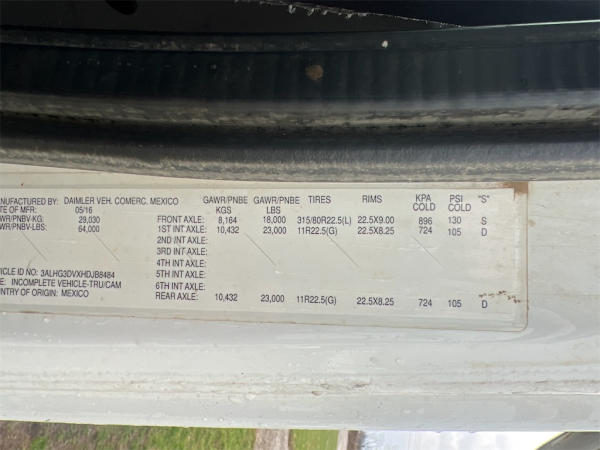 NUFACTURED BY: DAIMLER VEH. COMERC. MEXICO
TE OF MFR: 05/16
WR/PNBV-KG: 29,030
WR/PNBV-LBS: 64,000
GAWR/PNBE KGS GAWR/PNBE LBS TIRES RIMS KPA COLD PSI COLD "S"
FRONT AXLE: 8,164 18,000 315/80R22.5(L) 22.5X9.00 896 130 S
1ST INT AXLE: 10,432 23,000 11R22.5(G) 22.5X8.25 724 105 D
2ND INT AXLE:
3RD INT AXLE:
4TH INT AXLE:
5TH INT AXLE:
6TH INT AXLE:
REAR AXLE: 10,432 23,000 11R22.5(G) 22.5X8.25 724 105 D
ICLE ID NO: 3ALHG3DVXHDJB8484
E: INCOMPLETE VEHICLE-TRU/CAM
NTRY OF ORIGIN: MEXICO